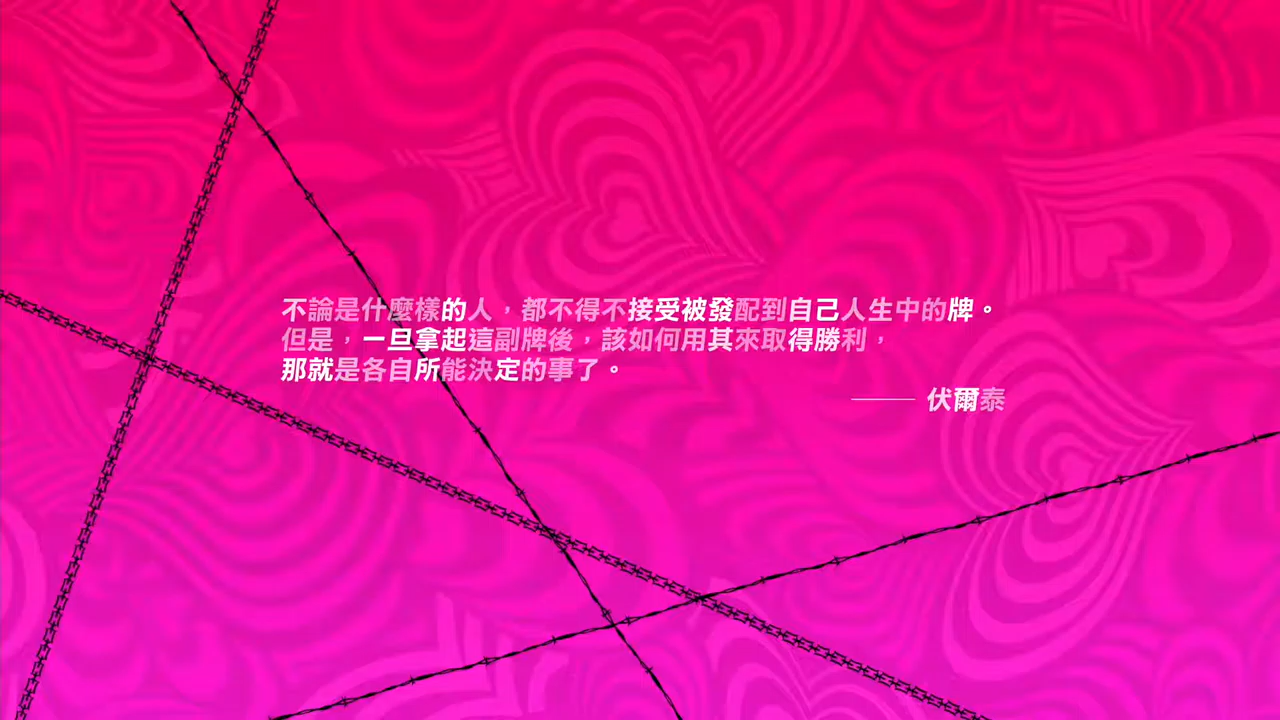 不論是什麼樣的人，都不得不接受被發配到自己人生中的牌。
但是，一旦拿起這副牌後，該如何用其來取得勝利，
那就是各自所能決定的事了。
—— 伏爾泰